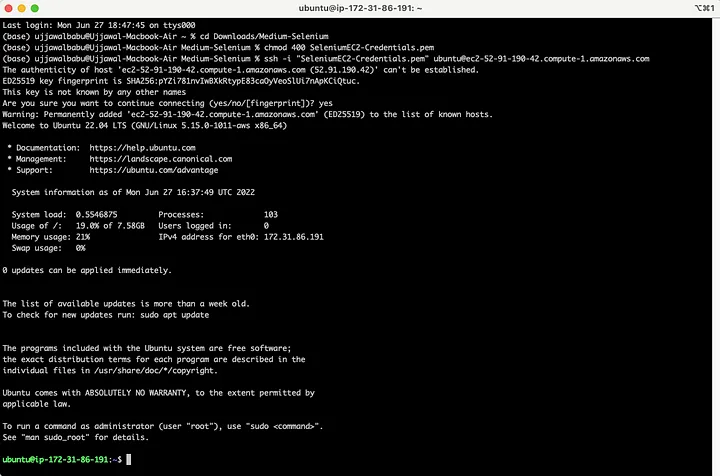 ubuntu@ip-172-31-86-191: ~
⌥⌘1
Last login: Mon Jun 27 18:47:45 on ttys000
(base) ujjawalbabu@Ujjawal-Macbook-Air ~ % cd Downloads/Medium-Selenium
(base) ujjawalbabu@Ujjawal-Macbook-Air Medium-Selenium % chmod 400 SeleniumEC2-Credentials.pem
(base) ujjawalbabu@Ujjawal-Macbook-Air Medium-Selenium % ssh -i "SeleniumEC2-Credentials.pem" ubuntu@ec2-52-91-190-42.compute-1.amazonaws.com
The authenticity of host 'ec2-52-91-190-42.compute-1.amazonaws.com (52.91.190.42)' can't be established.
ED25519 key fingerprint is SHA256:pYZi781nvIwBXkRtypE83caOyVeoSlUi7nApKCiQtuc.
This key is not known by any other names
Are you sure you want to continue connecting (yes/no/[fingerprint])? yes
Warning: Permanently added 'ec2-52-91-190-42.compute-1.amazonaws.com' (ED25519) to the list of known hosts.
Welcome to Ubuntu 22.04 LTS (GNU/Linux 5.15.0-1011-aws x86_64)
* Documentation:  https://help.ubuntu.com
* Management:     https://landscape.canonical.com
* Support:        https://ubuntu.com/advantage
System information as of Mon Jun 27 16:37:49 UTC 2022
System load:  0.5546875          Processes:             103
Usage of /:   19.0% of 7.58GB   Users logged in:       0
Memory usage: 21%                IPv4 address for eth0: 172.31.86.191
Swap usage:   0%
0 updates can be applied immediately.
The list of available updates is more than a week old.
To check for new updates run: sudo apt update
The programs included with the Ubuntu system are free software;
the exact distribution terms for each program are described in the
individual files in /usr/share/doc/*/copyright.
Ubuntu comes with ABSOLUTELY NO WARRANTY, to the extent permitted by
applicable law.
To run a command as administrator (user "root"), use "sudo <command>".
See "man sudo_root" for details.
ubuntu@ip-172-31-86-191:~$